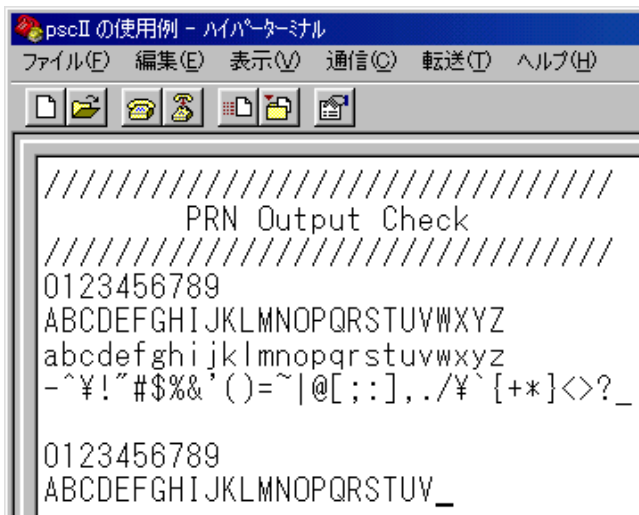 pscII の使用例 - ﾊｲﾊﾟｰﾀｰﾐﾅﾙ
ファイル(F) 編集(E) 表示(V) 通信(C) 転送(T) ヘルプ(H)
////////////////////////////////
PRN Output Check
////////////////////////////////
0123456789
ABCDEFGHIJKLMNOPQRSTUVWXYZ
abcdefghijklmnopqrstuvwxyz
-^¥!"#$%&'()=~|@[;:],./¥`{+*}<>?_
0123456789
ABCDEFGHIJKLMNOPQRSTUV_